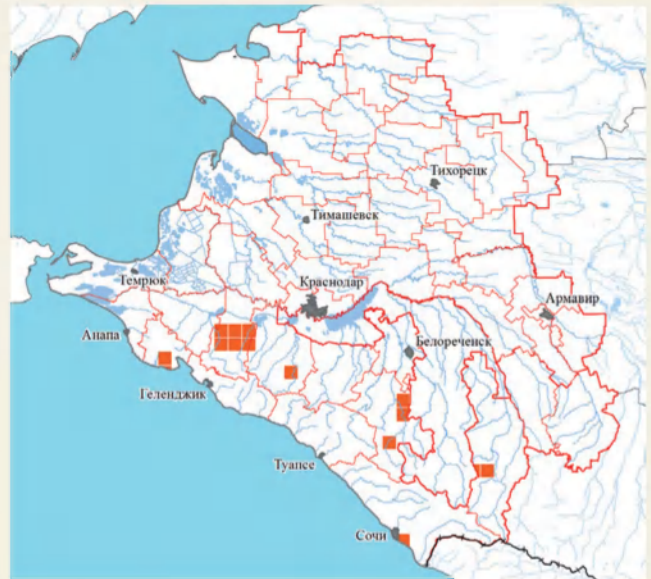 Тихорецк
Тимашевск
Темрюк
Краснодар
Армавир
Анапа
Белореченск
Геленджик
Туапсе
Сочи